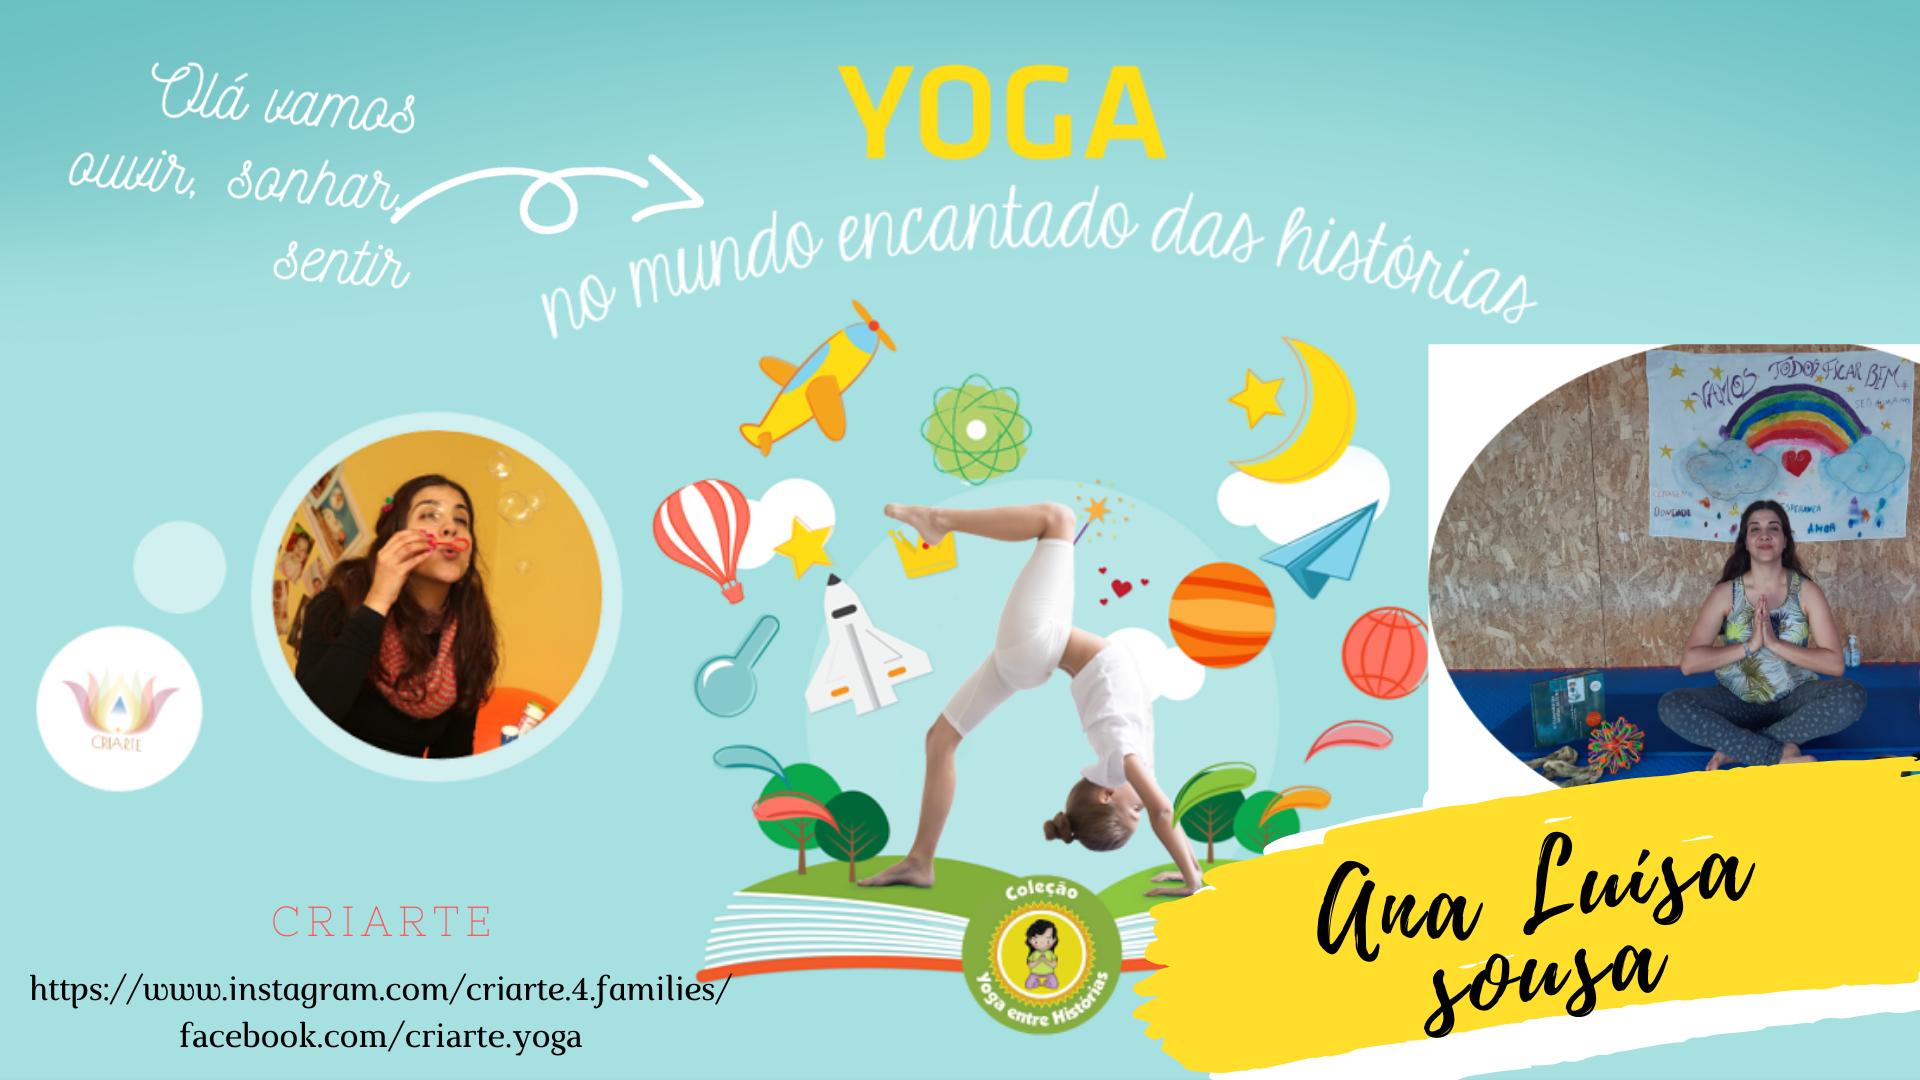 Olá vamos
ouvir, sonhar,
sentir
YOGA
no mundo encantado das histórias
VAMOS TODOS FICAR BEM
AMOR
CRIARTE
Coleção
Yoga entre Histórias
CRIARTE
https://www.instagram.com/criarte.4.families/
facebook.com/criarte.yoga
Ana Luísa
sousa